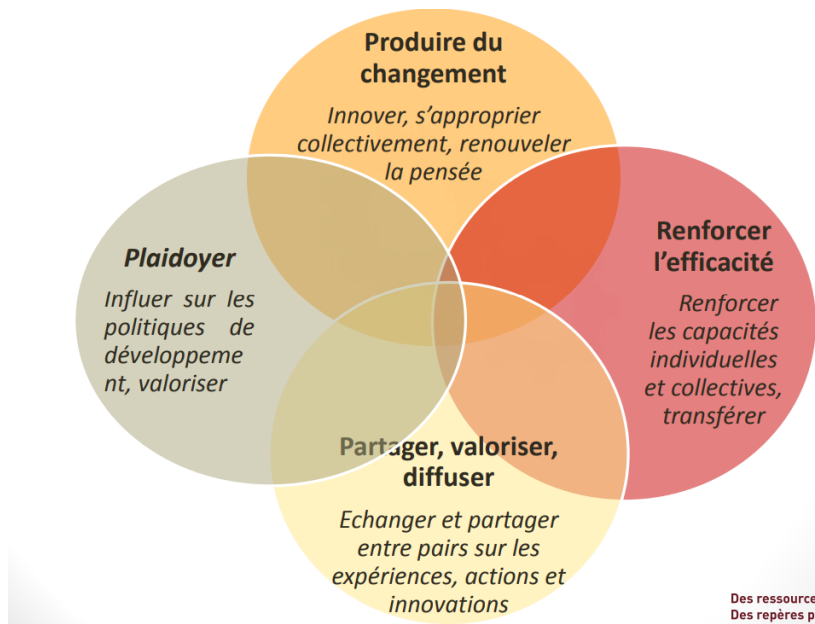 Produire du
changement
Innover, s'approprier
collectivement, renouveler
la pensée
Plaidoyer
Influer sur les
politiques de
développeme
nt, valoriser
Renforcer
l'efficacité
Renforcer
les capacités
individuelles
et collectives,
transférer
Partager, valoriser,
diffuser
Echanger et partager
entre pairs sur les
expériences, actions et
innovations
Des ressource
Des repères p